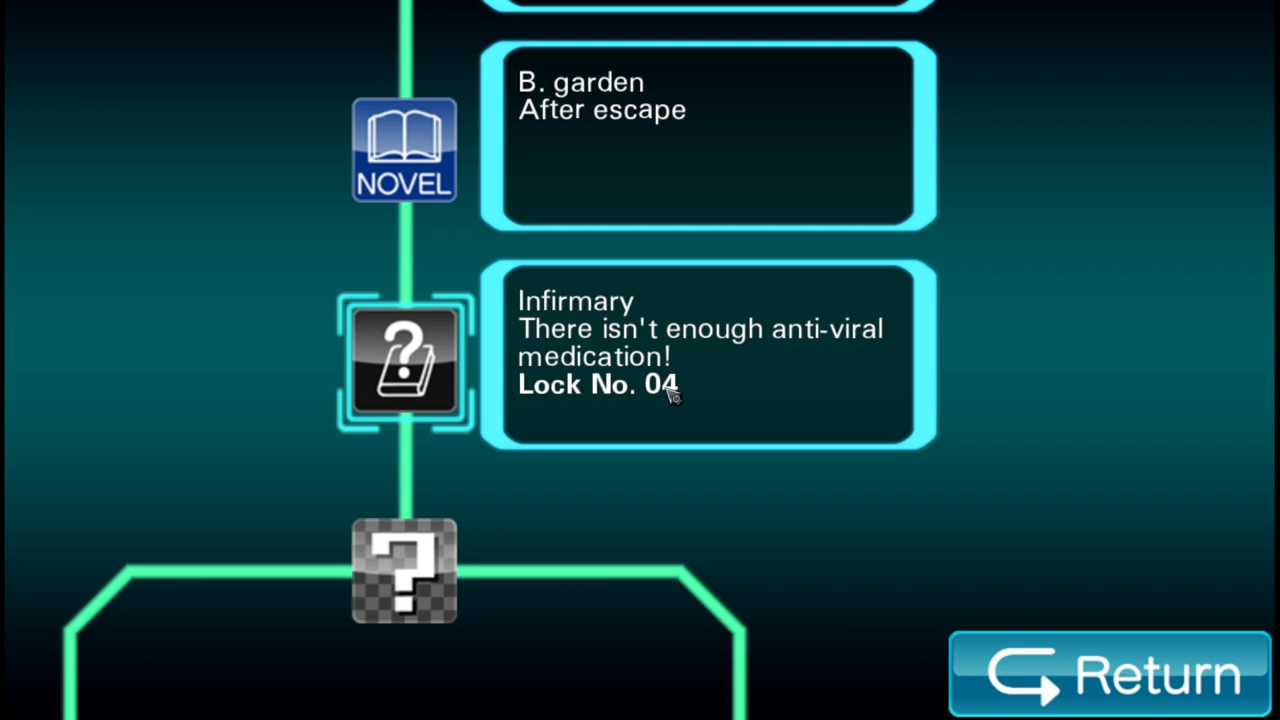 B. garden
After escape
NOVEL
Infirmary
There isn't enough anti-viral
medication!
Lock No. 04
?
?
Return